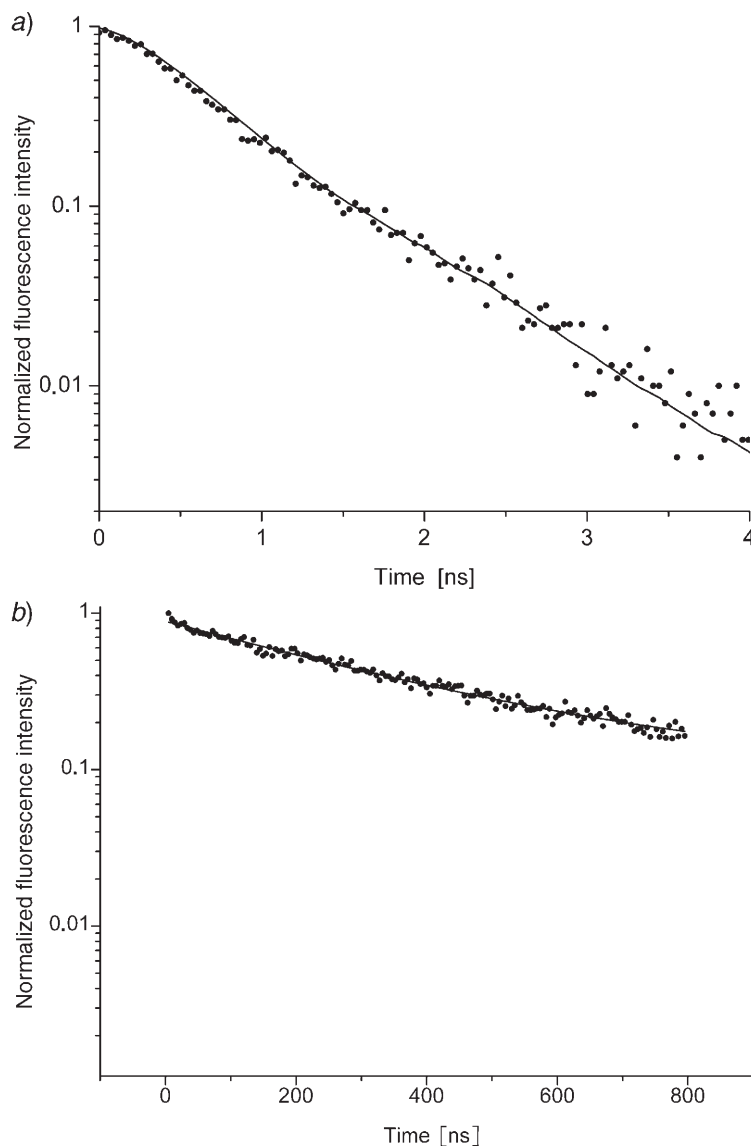 a)
Normalized fluorescence intensity
1
0.1
0.01
0 1 2 3 4
Time [ns]
b)
Normalized fluorescence intensity
1
0.1
0.01
0 200 400 600 800
Time [ns]